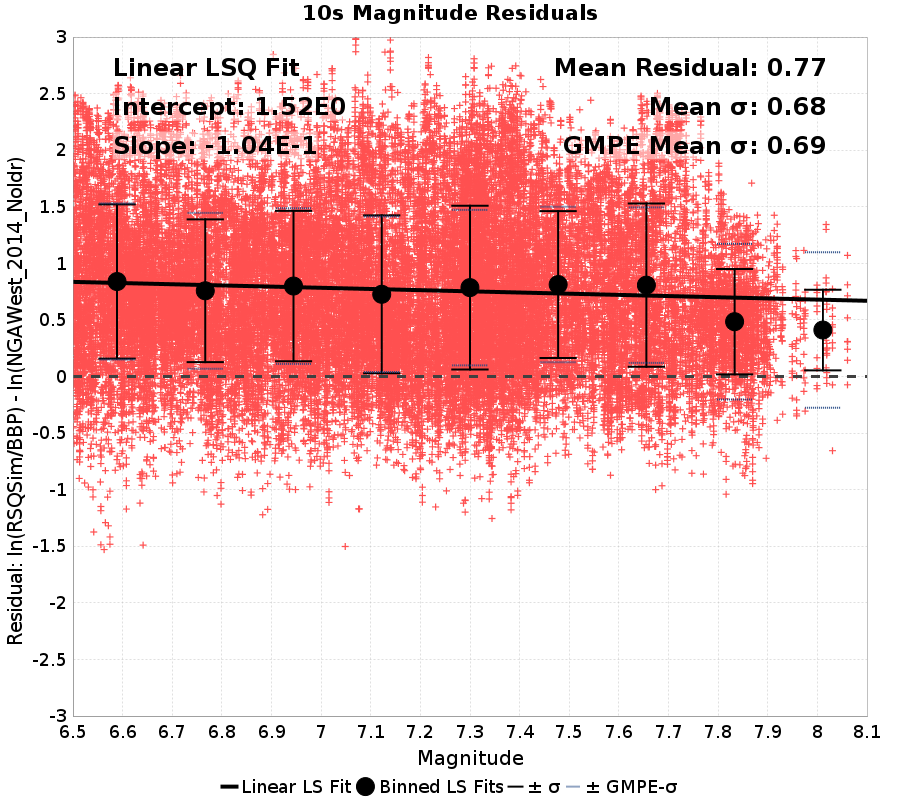 10s Magnitude Residuals
Linear LSQ Fit
Mean Residual: 0.77
Intercept: 1.52E0
Mean σ: 0.68
Slope: -1.04E-1
GMPE Mean σ: 0.69
Residual: ln(RSQSim/BBP) - ln(NGAWest_2014_NoIdr)
3
2.5
2
1.5
1
0.5
0
-0.5
-1
-1.5
-2
-2.5
-3
6.5 6.6 6.7 6.8 6.9 7 7.1 7.2 7.3 7.4 7.5 7.6 7.7 7.8 7.9 8 8.1
Magnitude
Linear LS Fit Binned LS Fits ± σ ± GMPE-σ